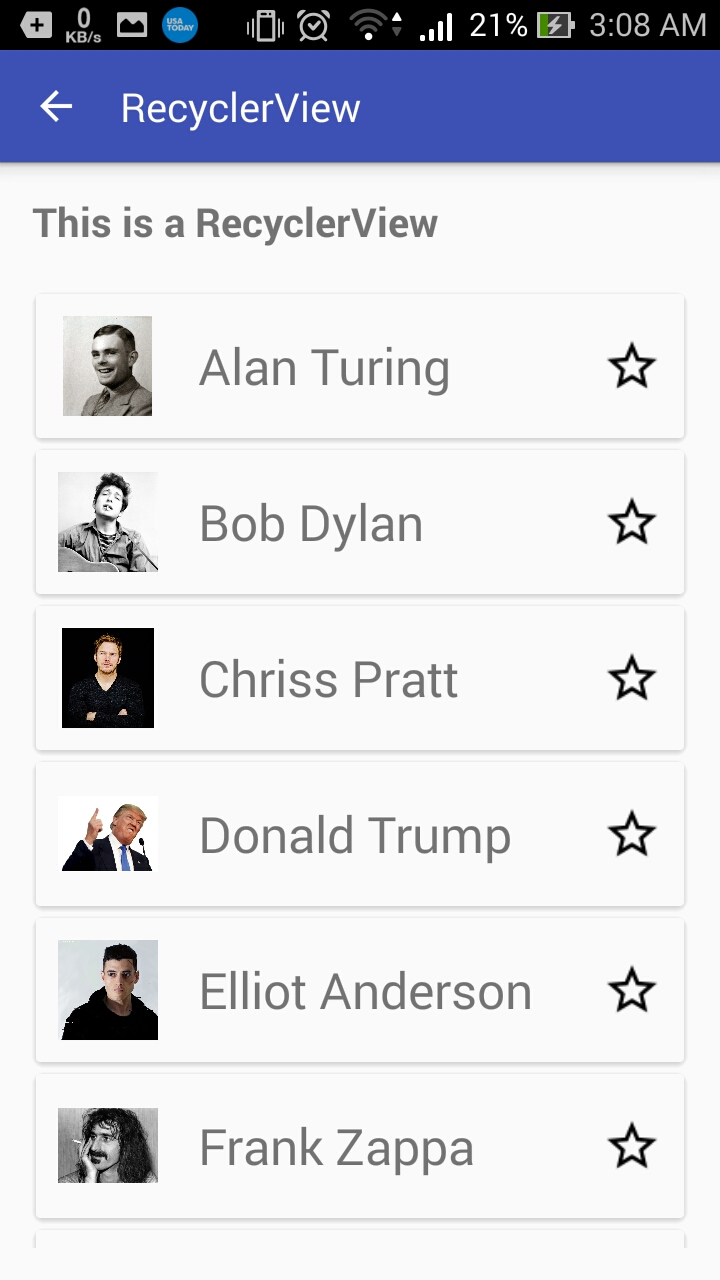 0
KB/s
USA
TODAY
21%
3:08 AM
RecyclerView
This is a RecyclerView
Alan Turing
Bob Dylan
Chriss Pratt
Donald Trump
Elliot Anderson
Frank Zappa